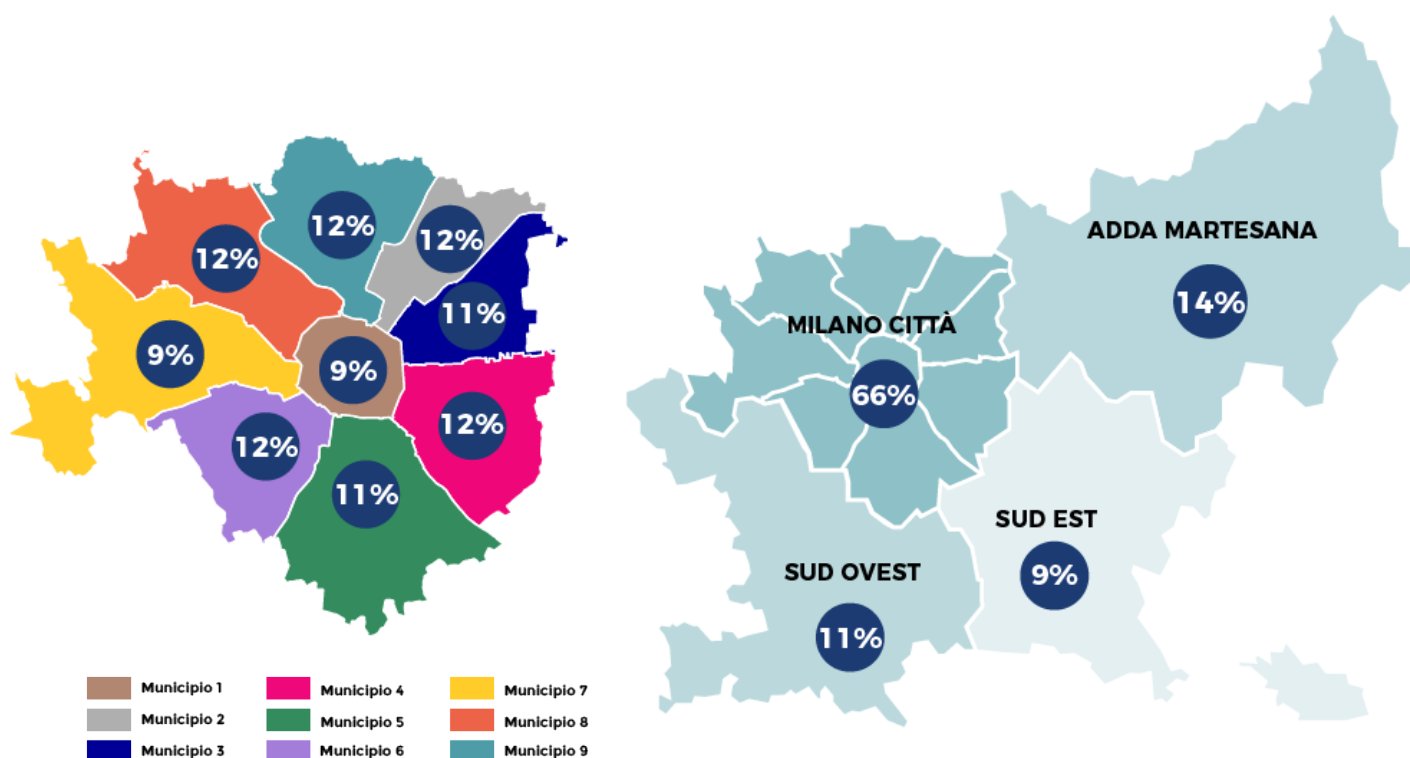 12%
12%
12%
11%
9%
9%
12%
12%
11%
Municipio 1
Municipio 2
Municipio 3
Municipio 4
Municipio 5
Municipio 6
Municipio 7
Municipio 8
Municipio 9
ADDA MARTESANA
14%
MILANO CITTÀ
66%
SUD EST
9%
SUD OVEST
11%